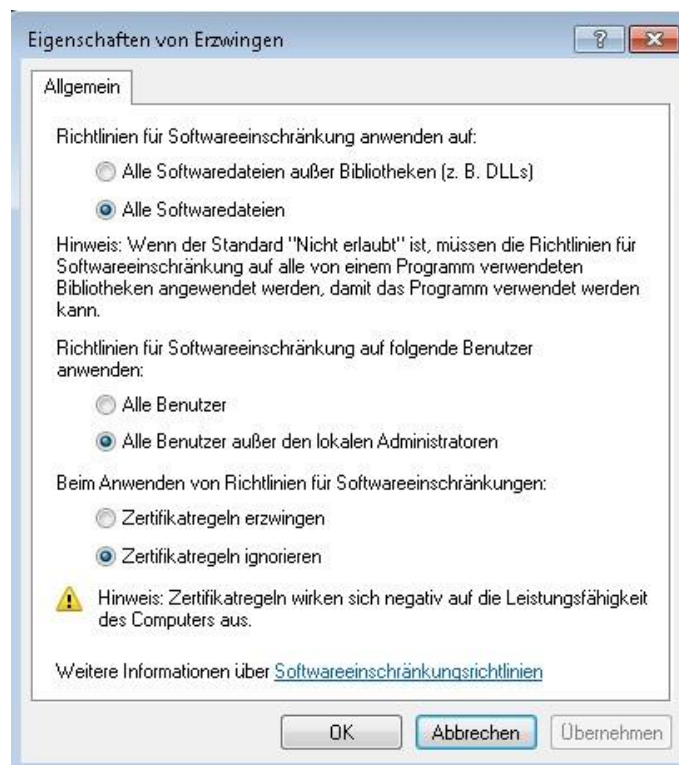 Eigenschaften von Erzwingen
Allgemein
Richtlinien für Softwareeinschränkung anwenden auf:
Alle Softwaredateien außer Bibliotheken (z. B. DLLs)
Alle Softwaredateien
Hinweis: Wenn der Standard "Nicht erlaubt" ist, müssen die Richtlinien für
Softwareeinschränkung auf alle von einem Programm verwendeten
Bibliotheken angewendet werden, damit das Programm verwendet werden
kann.
Richtlinien für Softwareeinschränkung auf folgende Benutzer
anwenden:
Alle Benutzer
Alle Benutzer außer den lokalen Administratoren
Beim Anwenden von Richtlinien für Softwareeinschränkungen:
Zertifikatregeln erzwingen
Zertifikatregeln ignorieren
Hinweis: Zertifikatregeln wirken sich negativ auf die Leistungsfähigkeit
des Computers aus.
Weitere Informationen über Softwareeinschränkungsrichtlinien
OK Abbrechen Übernehmen